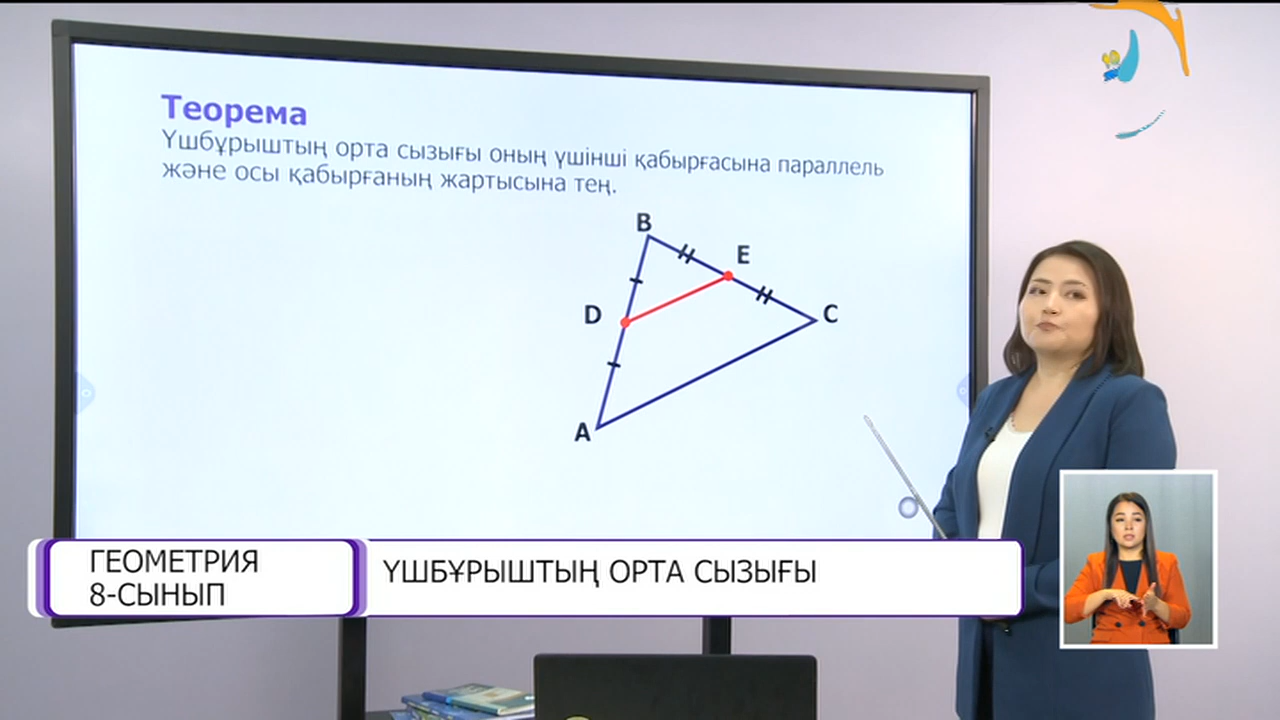 Теорема
Үшбұрыштың орта сызығы оның үшінші қабырғасына параллель
және осы қабырғаның жартысына тең.
B
E
D
C
A
ГЕОМЕТРИЯ
8-СЫНЫП
ҮШБҰРЫШТЫҢ ОРТА СЫЗЫҒЫ